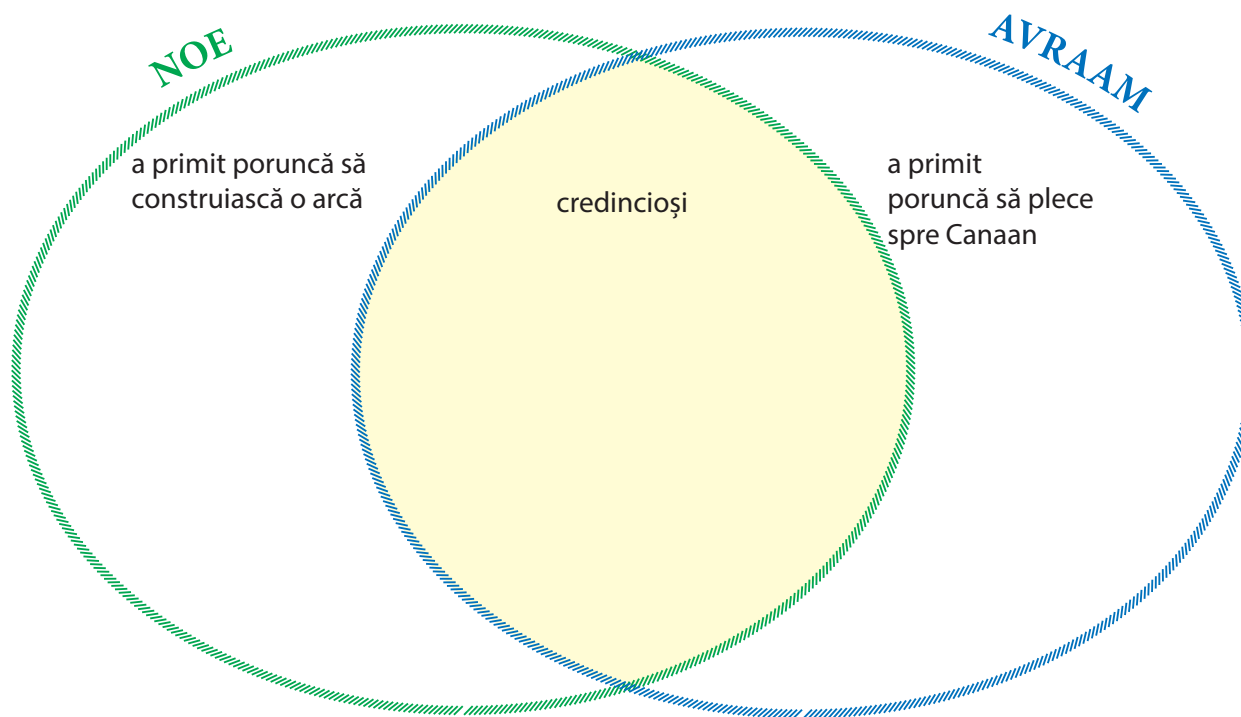 NOE
AVRAAM
a primit poruncă să
construiască o arcă
credincioși
a primit
poruncă să plece
spre Canaan